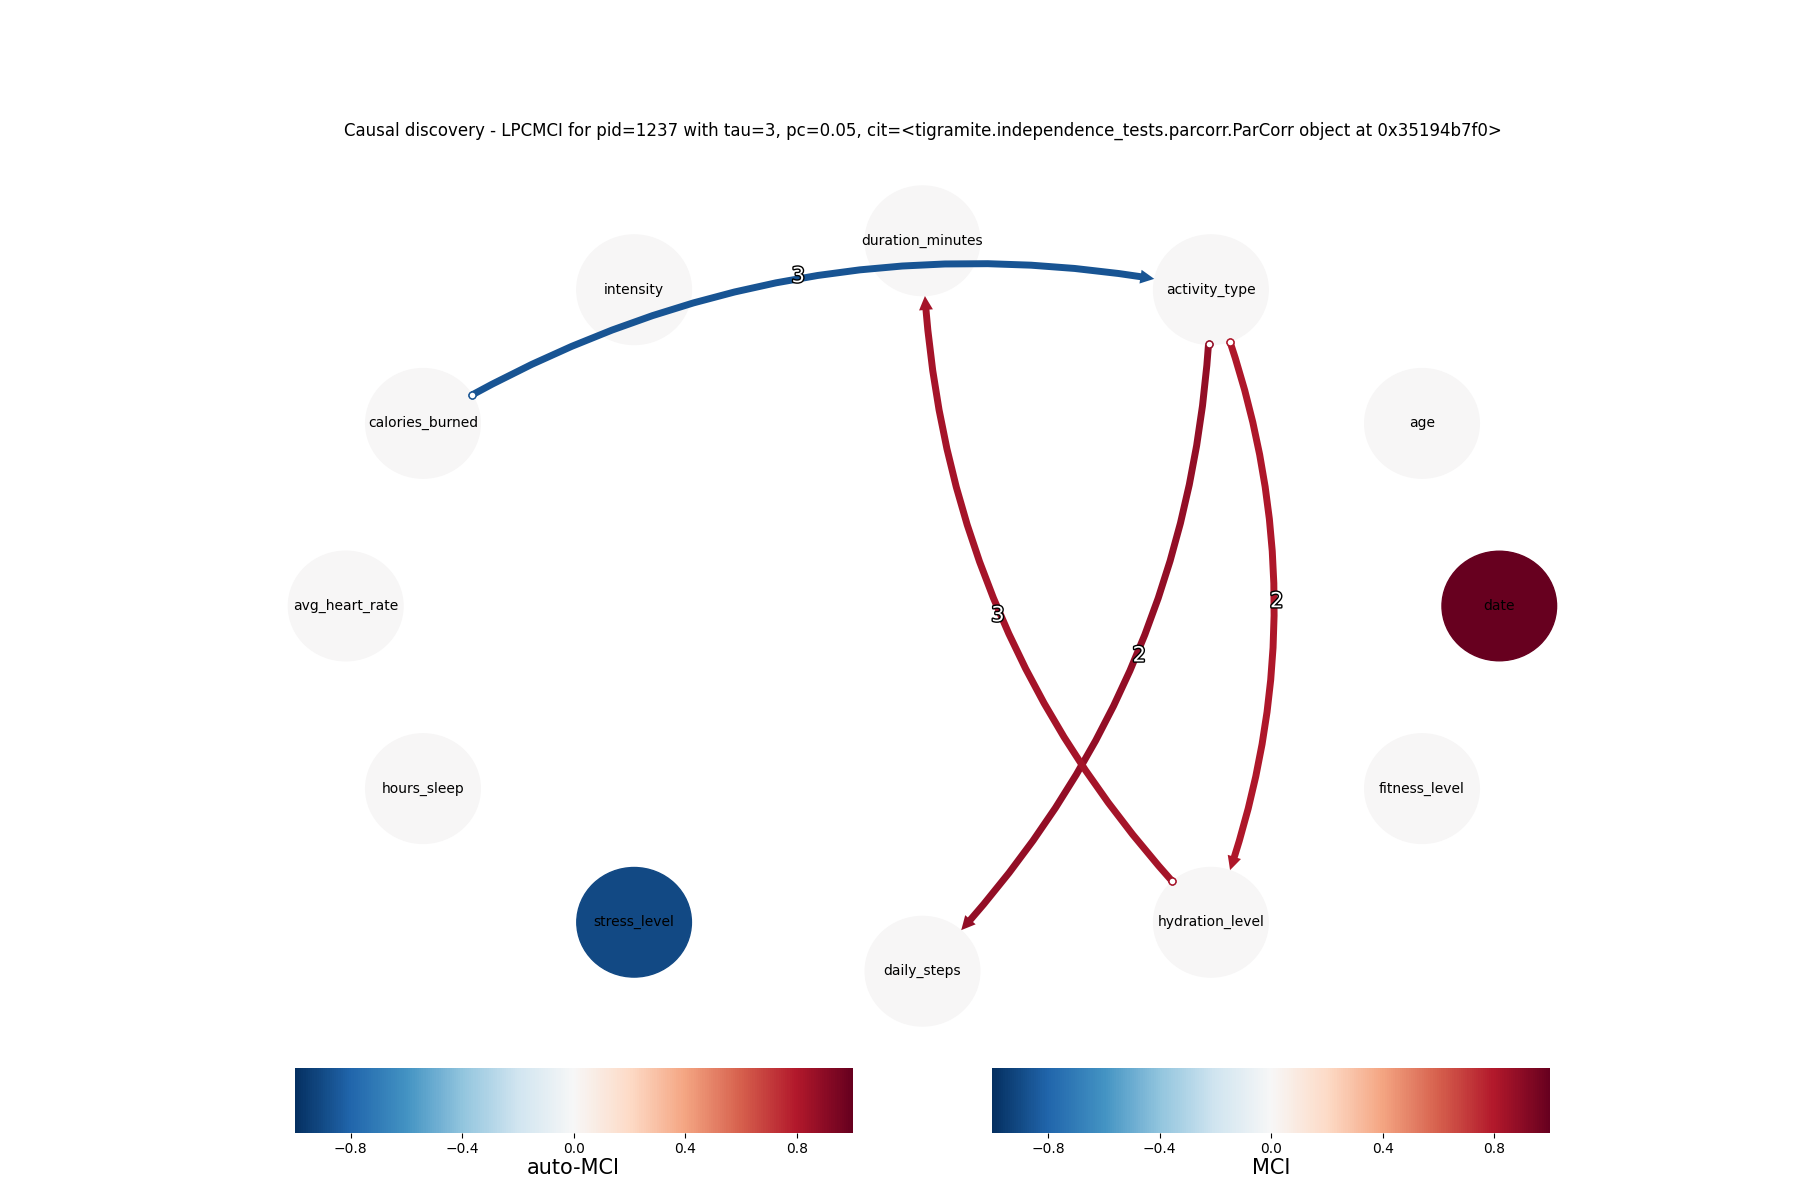 Causal discovery - LPCMCI for pid=1237 with tau=3, pc=0.05, cit=<tigramite.independence_tests.parcorr.ParCorr object at 0x35194b7f0>
duration_minutes
3
intensity
activity_type
calories_burned
age
avg_heart_rate
3
2
2
date
hours_sleep
fitness_level
stress_level
hydration_level
daily_steps
−0.8 −0.4 0.0 0.4 0.8
auto-MCI
−0.8 −0.4 0.0 0.4 0.8
MCI